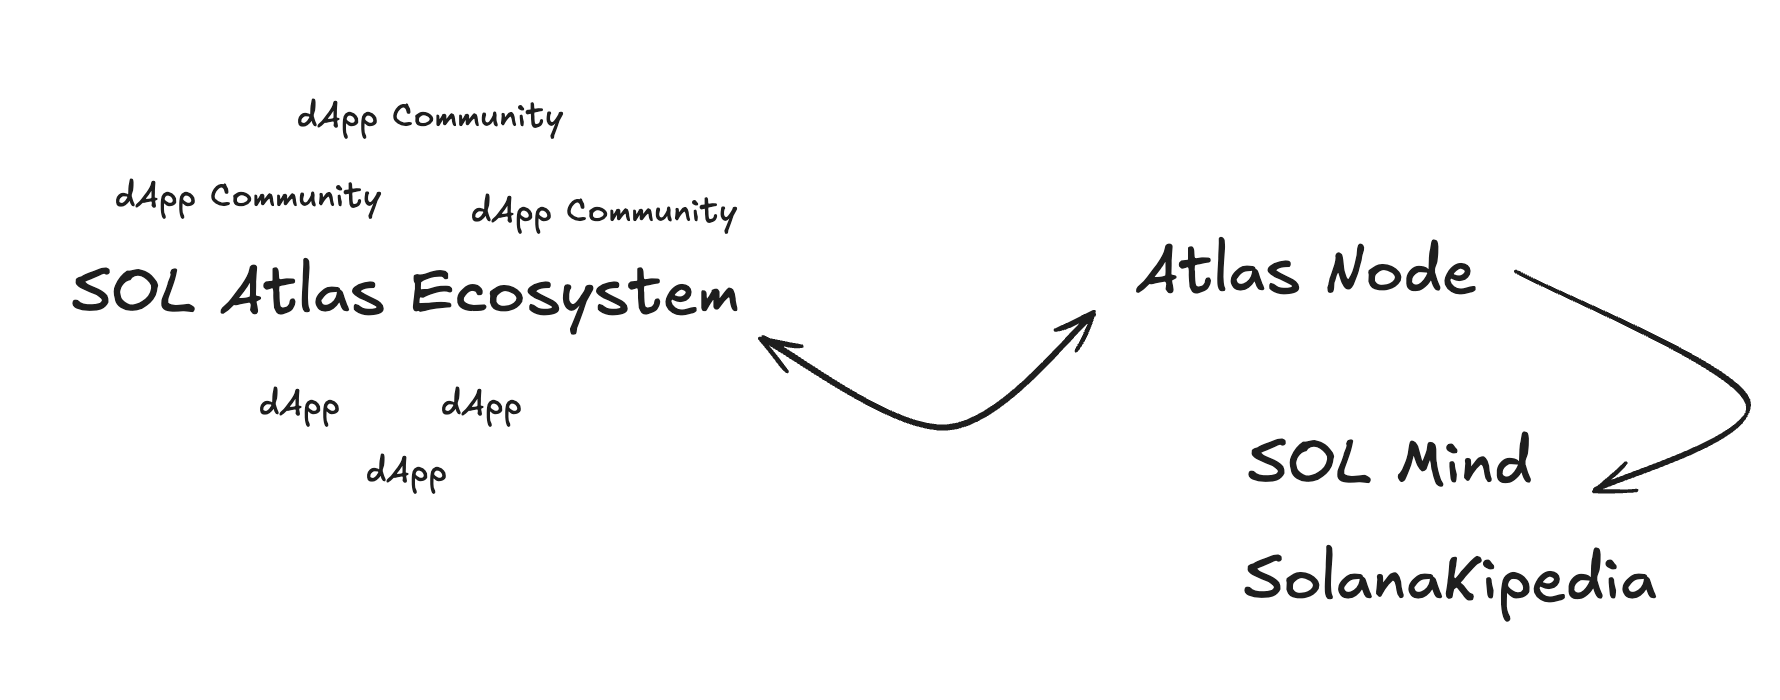 dApp Community
dApp Community
dApp Community
SOL Atlas Ecosystem
dApp
dApp
dApp
Atlas Node
SOL Mind
SolanaKipedia